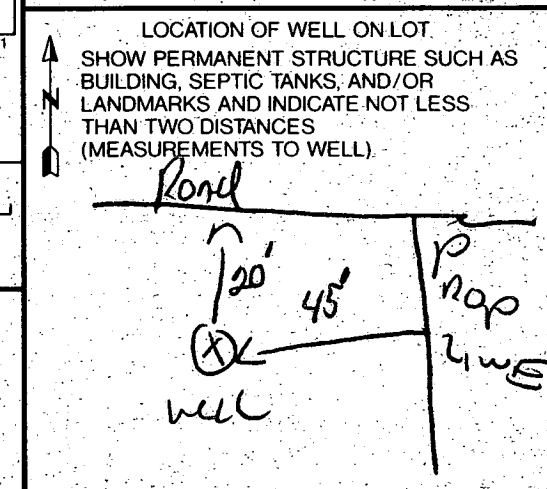 LOCATION OF WELL ON LOT
SHOW PERMANENT STRUCTURE SUCH AS
BUILDING, SEPTIC TANKS, AND/OR
LANDMARKS AND INDICATE NOT LESS
THAN TWO DISTANCES
(MEASUREMENTS TO WELL)
N
Road
20'
45'
Prop
Line
X
well